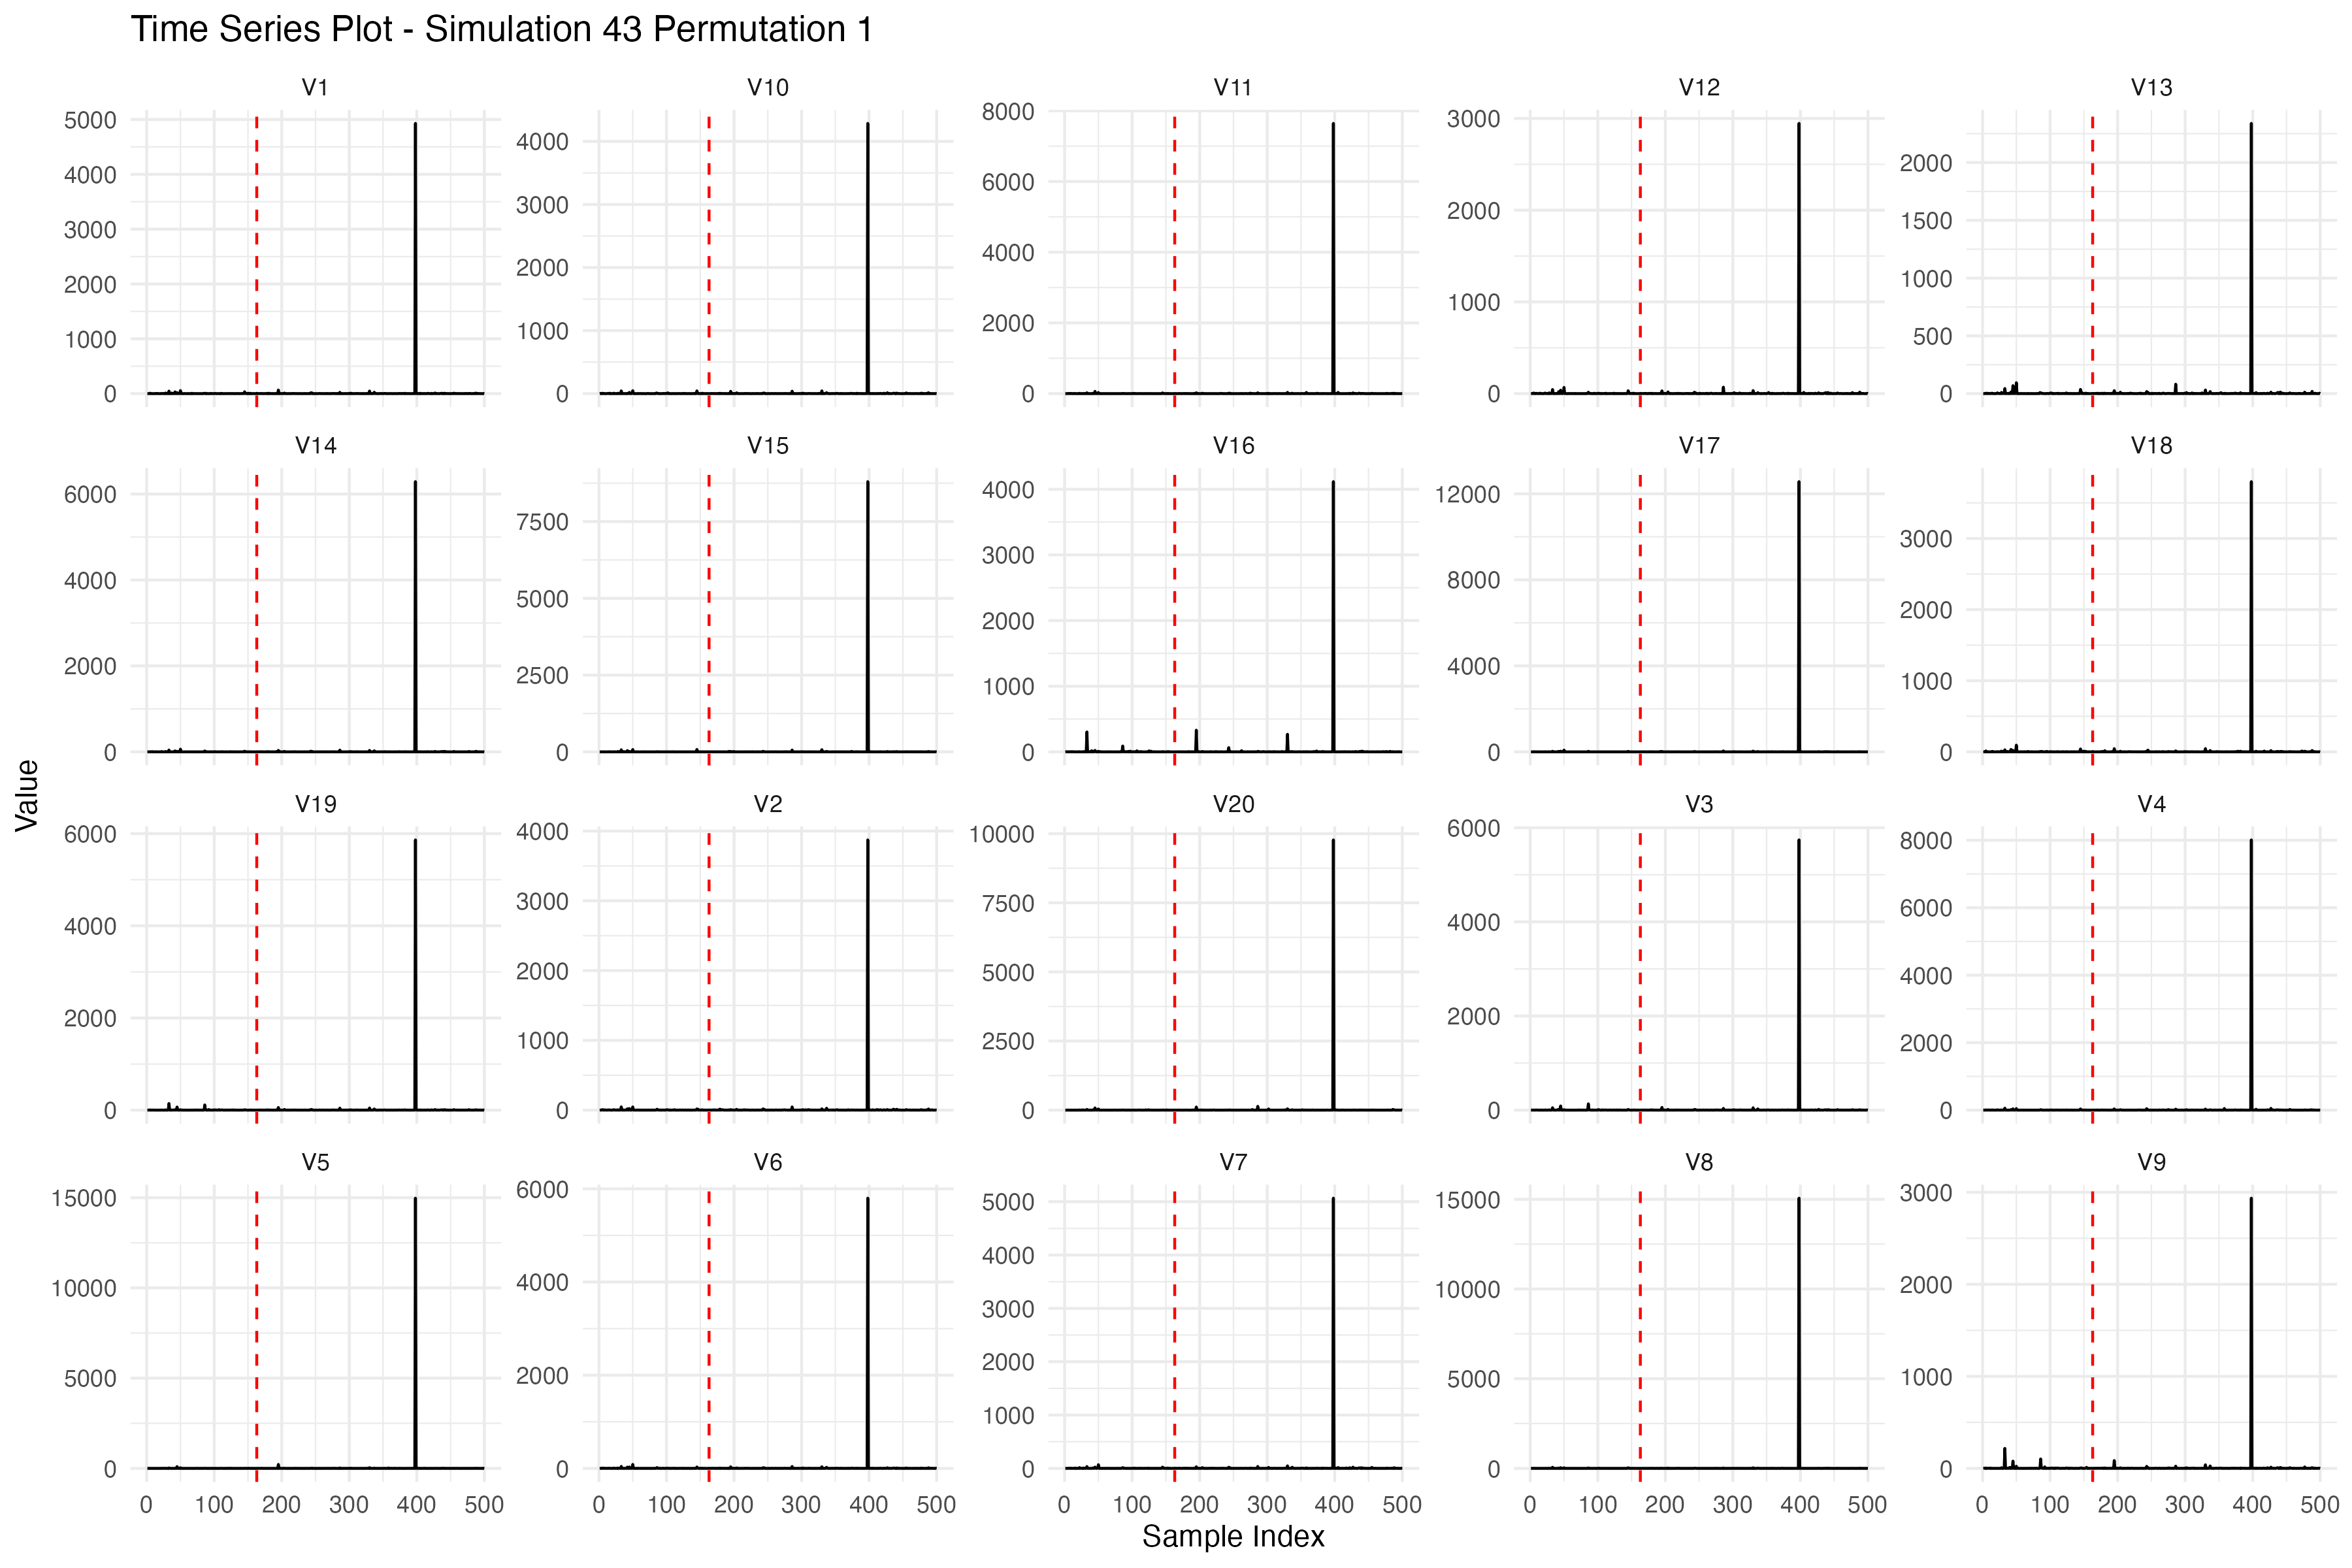 Time Series Plot - Simulation 43 Permutation 1
V1 V10 V11 V12 V13
5000 4000 3000 2000 1000 0
4000 3000 2000 1000 0
8000 6000 4000 2000 0
3000 2000 1000 0
2000 1500 1000 500 0
V14 V15 V16 V17 V18
6000 4000 2000 0
7500 5000 2500 0
4000 3000 2000 1000 0
12000 8000 4000 0
3000 2000 1000 0
Value
V19 V2 V20 V3 V4
6000 4000 2000 0
4000 3000 2000 1000 0
10000 7500 5000 2500 0
6000 4000 2000 0
8000 6000 4000 2000 0
V5 V6 V7 V8 V9
15000 10000 5000 0
6000 4000 2000 0
5000 4000 3000 2000 1000 0
15000 10000 5000 0
3000 2000 1000 0
0 100 200 300 400 500 0 100 200 300 400 500 0 100 200 300 400 500 0 100 200 300 400 500 0 100 200 300 400 500
Sample Index